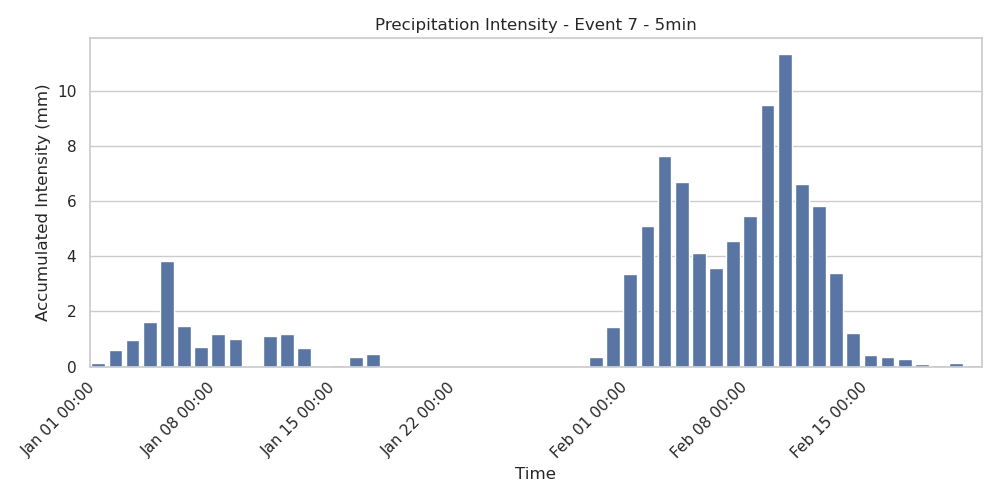 Precipitation Intensity - Event 7 - 5min
Accumulated Intensity (mm)
10
8
6
4
2
0
Jan 01 00:00
Jan 08 00:00
Jan 15 00:00
Jan 22 00:00
Feb 01 00:00
Feb 08 00:00
Feb 15 00:00
Time